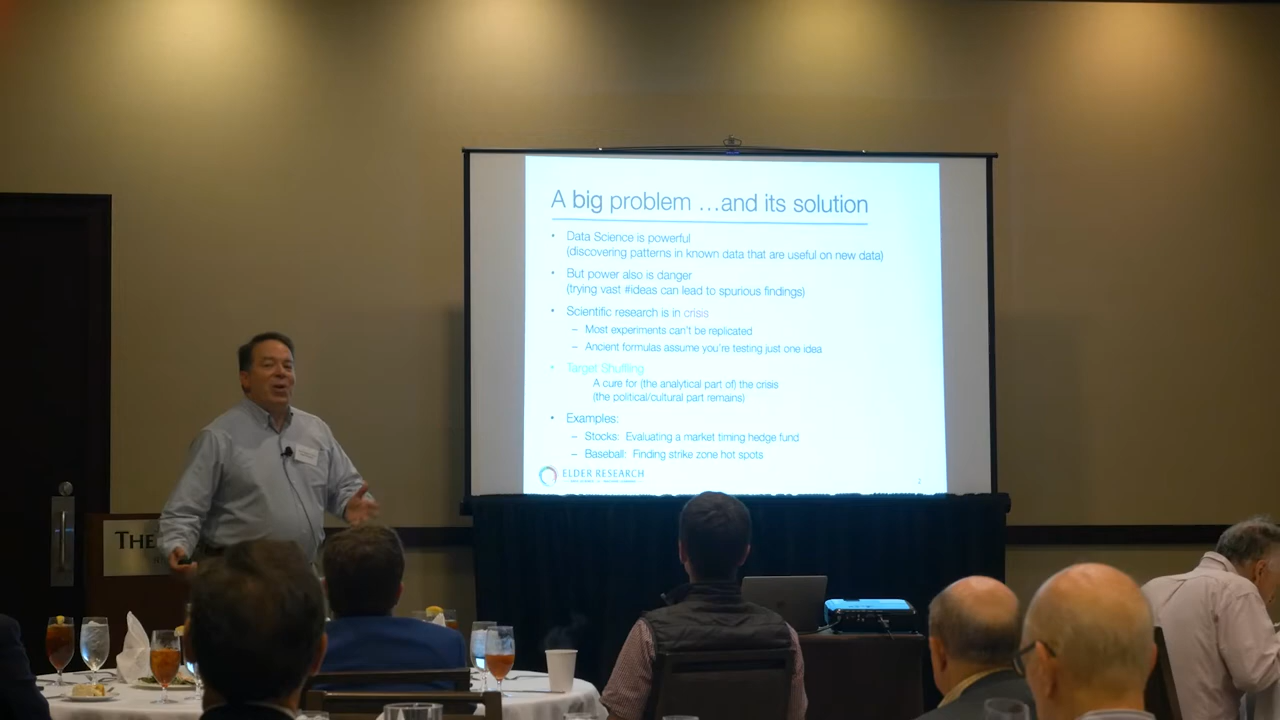 A big problem ...and its solution
• Data Science is powerful
(discovering patterns in known data that are useful on new data)
• But power also is danger
(trying vast #ideas can lead to spurious findings)
• Scientific research is in crisis
– Most experiments can't be replicated
– Ancient formulas assume you're testing just one idea
• Target Shuffling
A cure for (the analytical part of) the crisis
(the political/cultural part remains)
• Examples:
– Stocks: Evaluating a market timing hedge fund
– Baseball: Finding strike zone hot spots
ELDER RESEARCH
2
THE